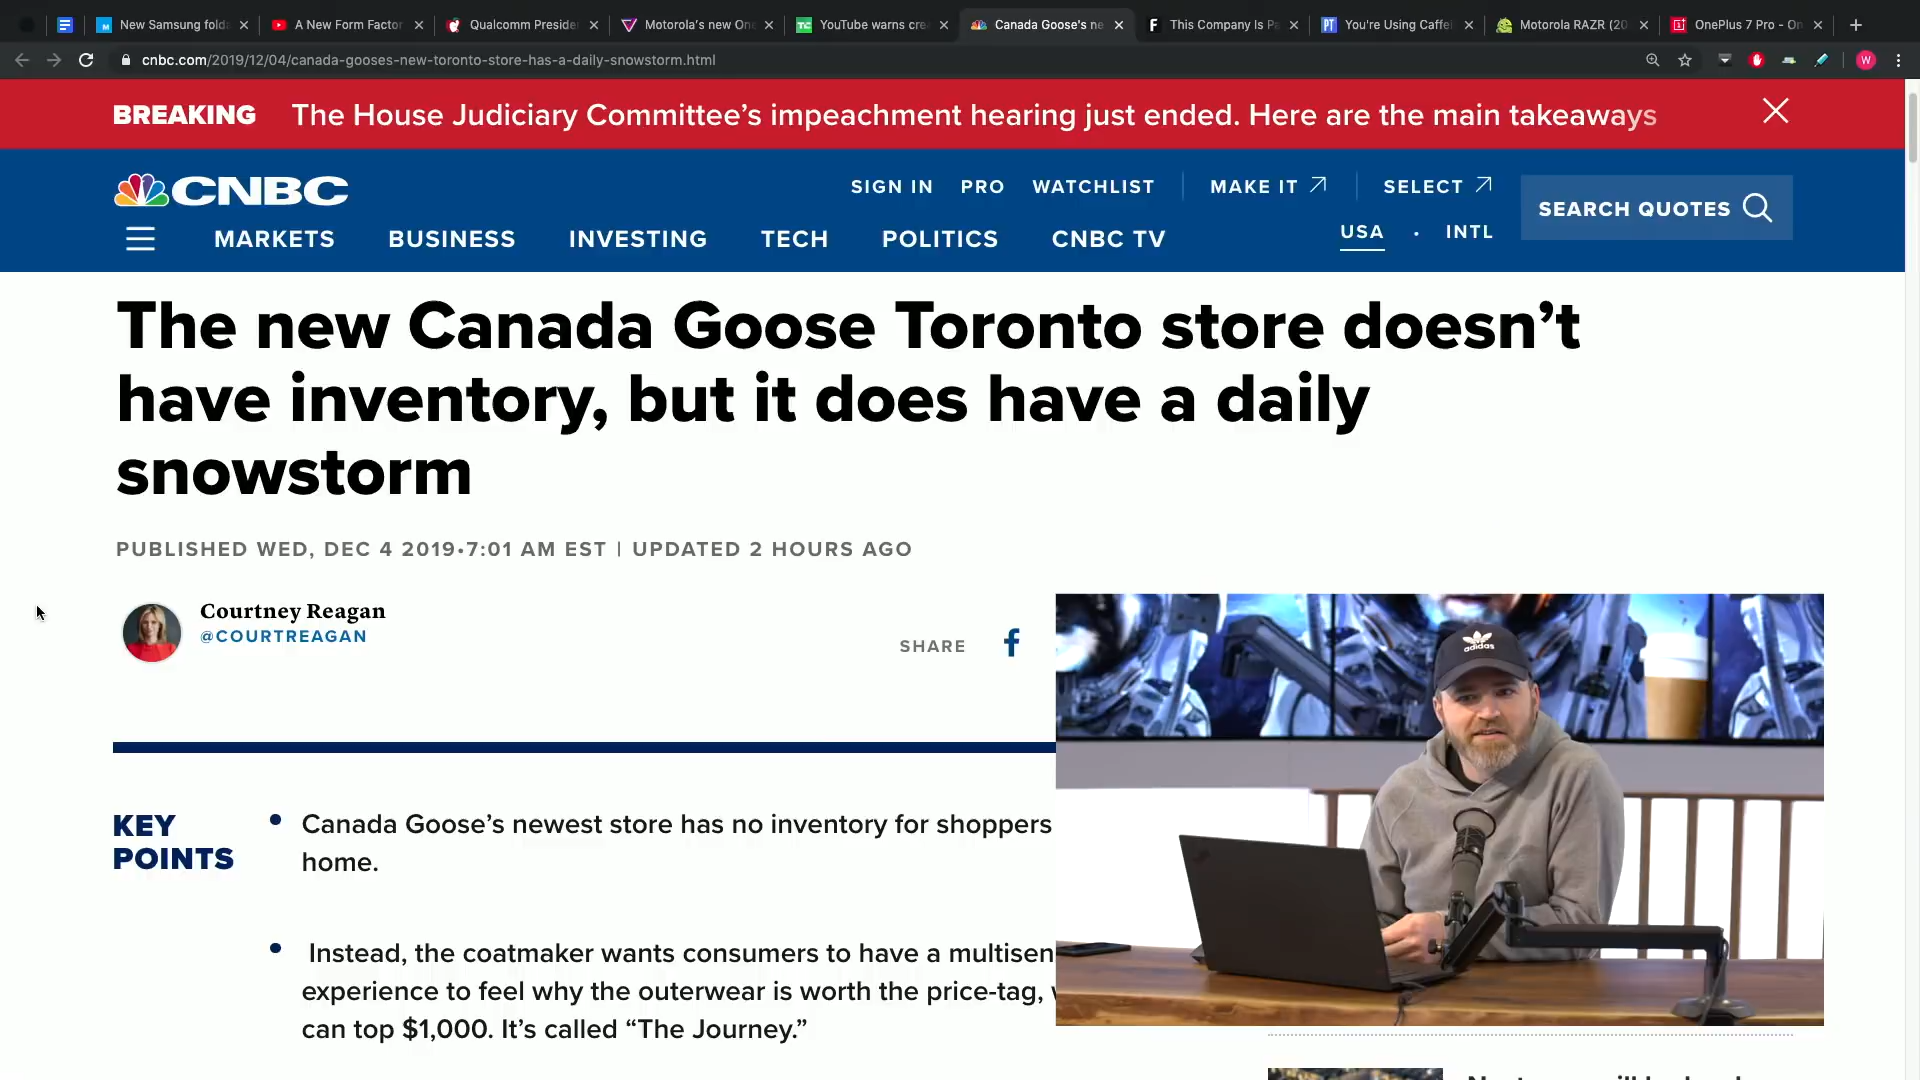 New Samsung folda
A New Form Factor
Qualcomm Preside
Motorola's new On
YouTube warns cre
Canada Goose's ne
This Company Is Pa
You're Using Caffei
Motorola RAZR (20
OnePlus 7 Pro - On
cnbc.com/2019/12/04/canada-gooses-new-toronto-store-has-a-daily-snowstorm.html
W
BREAKING The House Judiciary Committee’s impeachment hearing just ended. Here are the main takeaways
CNBC
SIGN IN PRO WATCHLIST MAKE IT SELECT
SEARCH QUOTES
MARKETS BUSINESS INVESTING TECH POLITICS CNBC TV
USA · INTL
The new Canada Goose Toronto store doesn’t
have inventory, but it does have a daily
snowstorm
PUBLISHED WED, DEC 4 2019•7:01 AM EST | UPDATED 2 HOURS AGO
Courtney Reagan
@COURTREAGAN
SHARE
adidas
KEY
POINTS
Canada Goose’s newest store has no inventory for shoppers
home.
Instead, the coatmaker wants consumers to have a multisen
experience to feel why the outerwear is worth the price-tag,
can top $1,000. It’s called “The Journey.”